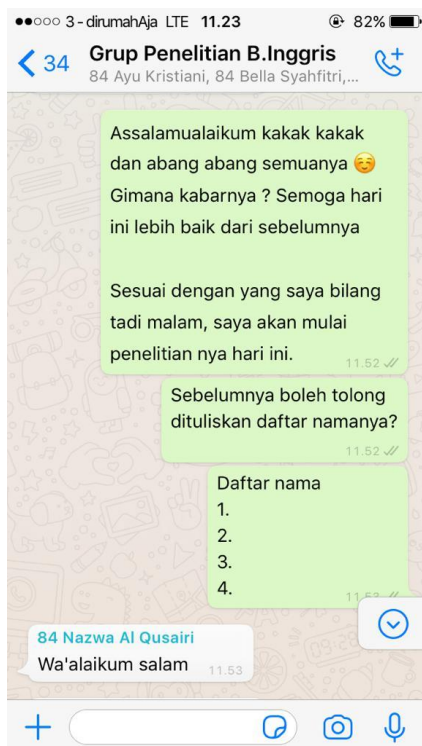 3 - dirumahAja LTE 11.23 82%
34 Grup Penelitian B.Inggris
84 Ayu Kristiani, 84 Bella Syahfitri,...
Assalamualaikum kakak kakak
dan abang abang semuanya ☺️
Gimana kabarnya ? Semoga hari
ini lebih baik dari sebelumnya
Sesuai dengan yang saya bilang
tadi malam, saya akan mulai
penelitian nya hari ini.
11.52
Sebelumnya boleh tolong
dituliskan daftar namanya?
11.52
Daftar nama
1.
2.
3.
4.
11.53
84 Nazwa Al Qusairi
Wa'alaikum salam 11.53